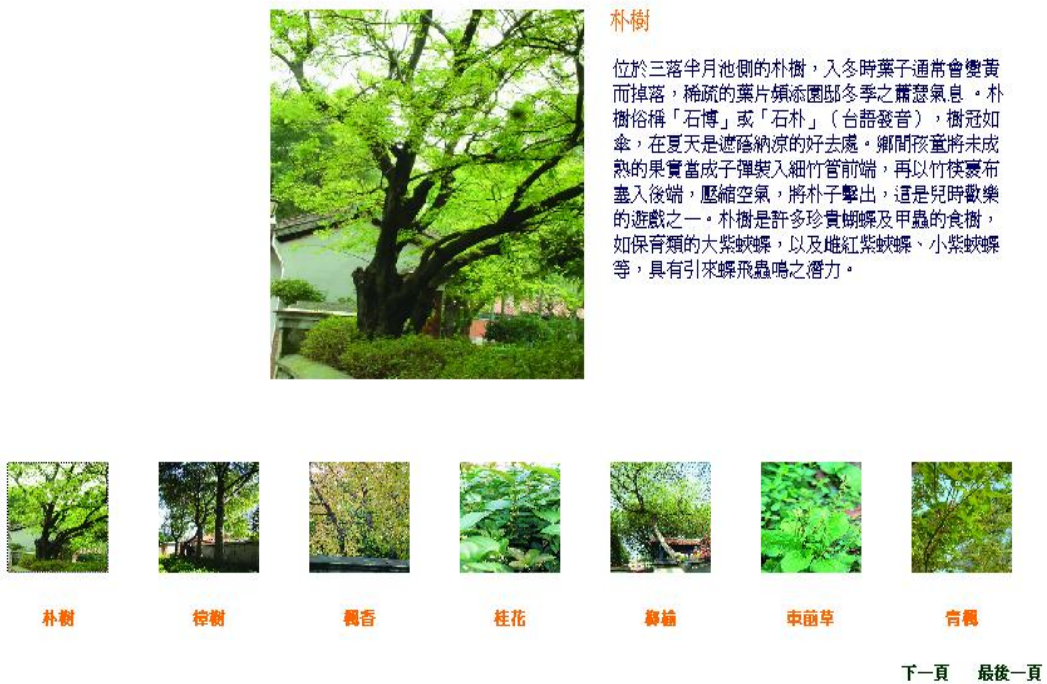 朴樹
位於三落半月池側的朴樹，入冬時葉子通常會變黃
而掉落，稀疏的葉片頻添園邸冬季之蕭瑟氣息 。朴
樹俗稱「石博」或「石朴」（台語發音），樹冠如
傘，在夏天是遮蔭納涼的好去處。鄉間孩童將未成
熟的果實當成子彈裝入細竹管前端，再以竹筷裹布
塞入後端，壓縮空氣，將朴子擊出，這是兒時歡樂
的遊戲之一。朴樹是許多珍貴蝴蝶及甲蟲的食樹，
如保育類的大紫蛺蝶，以及雌紅紫蛺蝶、小紫蛺蝶
等，具有引來蝶飛蟲鳴之潛力。
朴樹 樟樹 楓香 桂花 榔榆 車前草 青楓
下一頁 最後一頁